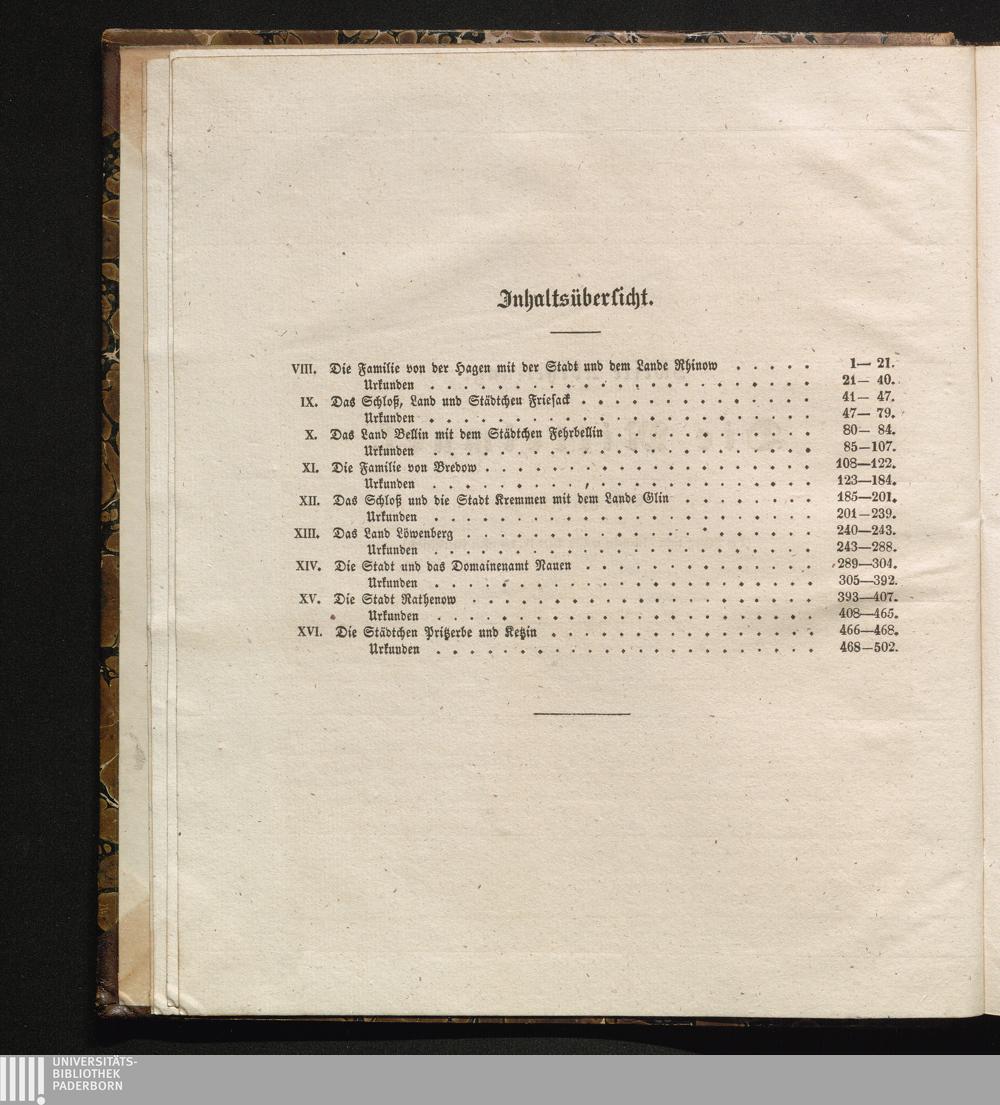 Inhaltsübersicht.
VIII. Die Familie von der Hagen mit der Stadt und dem Lande Rhinow . . . . . 1— 21.
Urkunden . . . . . . . . . . . . . . . . . . . . . . 21— 40.
IX. Das Schloß, Land und Städtchen Friesack . . . . . . . . . . . . . 41— 47.
Urkunden . . . . . . . . . . . . . . . . . . . . . . 47— 79.
X. Das Land Bellin mit dem Städtchen Fehrbellin . . . . . . . . . . . . 80— 84.
Urkunden . . . . . . . . . . . . . . . . . . . . . . 85—107.
XI. Die Familie von Bredow . . . . . . . . . . . . . . . . . . . 108—122.
Urkunden . . . . . . . . . . . . . . . . . . . . . . 123—184.
XII. Das Schloß und die Stadt Kremmen mit dem Lande Glin . . . . . . . . 185—201.
Urkunden . . . . . . . . . . . . . . . . . . . . . . 201—239.
XIII. Das Land Löwenberg . . . . . . . . . . . . . . . . . . . . 240—243.
Urkunden . . . . . . . . . . . . . . . . . . . . . . 243—288.
XIV. Die Stadt und das Domainenamt Nauen . . . . . . . . . . . . . 289—304.
Urkunden . . . . . . . . . . . . . . . . . . . . . . 305—392.
XV. Die Stadt Rathenow . . . . . . . . . . . . . . . . . . . . 393—407.
Urkunden . . . . . . . . . . . . . . . . . . . . . . 408—465.
XVI. Die Städtchen Pritzerbe und Ketzin . . . . . . . . . . . . . . . 466—468.
Urkunden . . . . . . . . . . . . . . . . . . . . . . 468—502.
UNIVERSITÄTS-
BIBLIOTHEK
PADERBORN